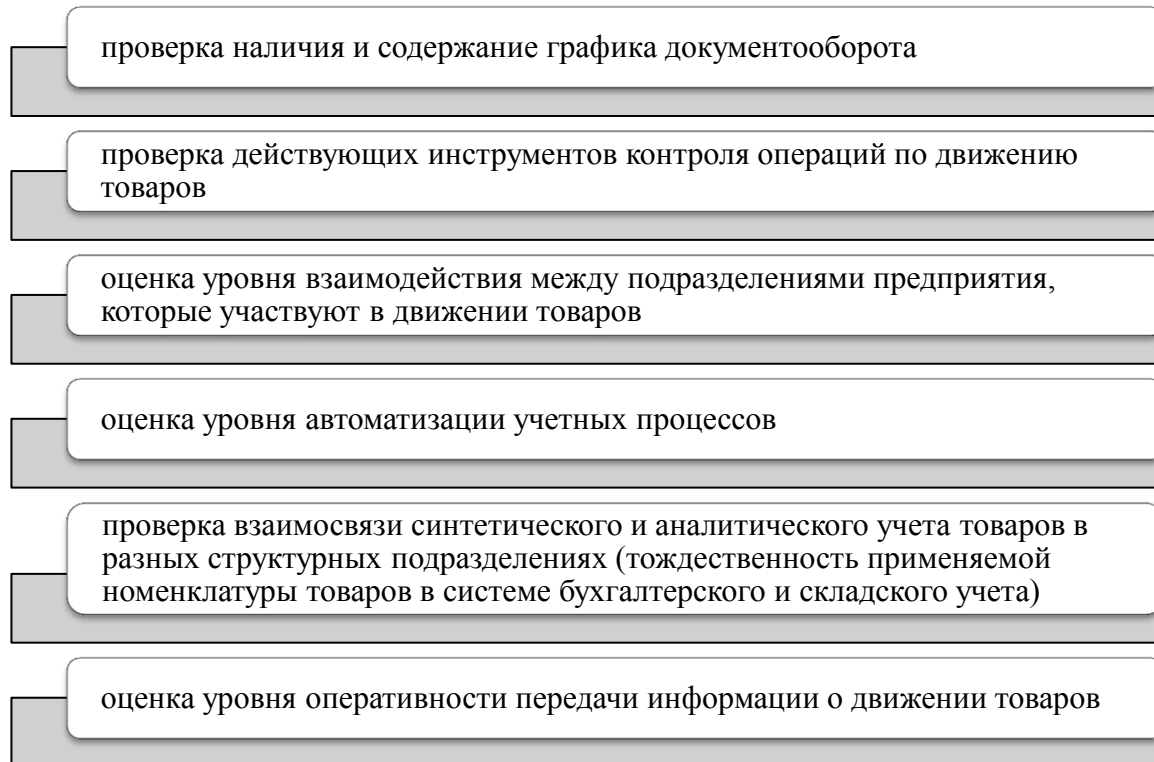 проверка наличия и содержание графика документооборота
проверка действующих инструментов контроля операций по движению
товаров
оценка уровня взаимодействия между подразделениями предприятия,
которые участвуют в движении товаров
оценка уровня автоматизации учетных процессов
проверка взаимосвязи синтетического и аналитического учета товаров в
разных структурных подразделениях (тождественность применяемой
номенклатуры товаров в системе бухгалтерского и складского учета)
оценка уровня оперативности передачи информации о движении товаров